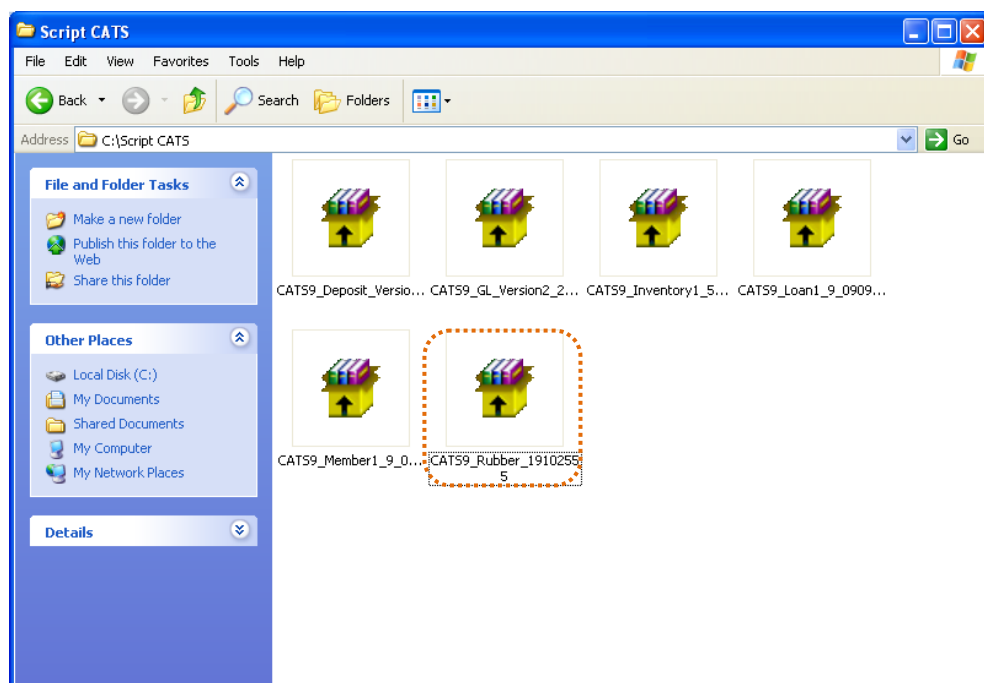 Script CATS
File Edit View Favorites Tools Help
Back Search Folders
Address C:\Script CATS Go
File and Folder Tasks
Make a new folder
Publish this folder to the
Web
Share this folder
Other Places
Local Disk (C:)
My Documents
Shared Documents
My Computer
My Network Places
Details
CATS9_Deposit_Versio... CATS9_GL_Version2_2... CATS9_Inventory1_5... CATS9_Loan1_9_0909...
CATS9_Member1_9_0... CATS9_Rubber_1910255
5